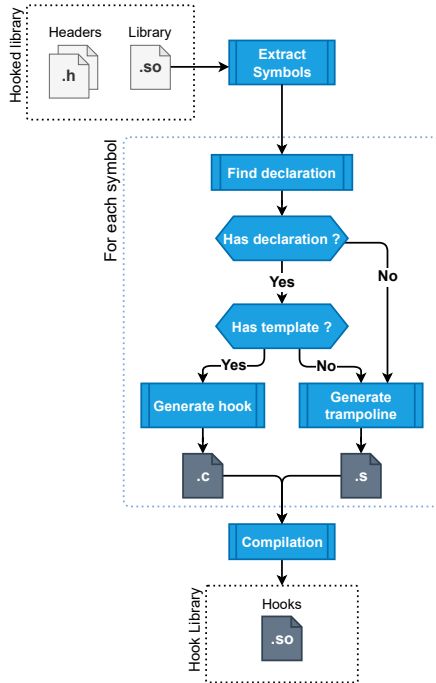 Hooked library
Headers
Library
.h
.so
Extract
Symbols
For each symbol
Find declaration
Has declaration ?
Yes
No
Has template ?
Yes
No
Generate hook
Generate
trampoline
.c
.s
Compilation
Hook Library
Hooks
.so